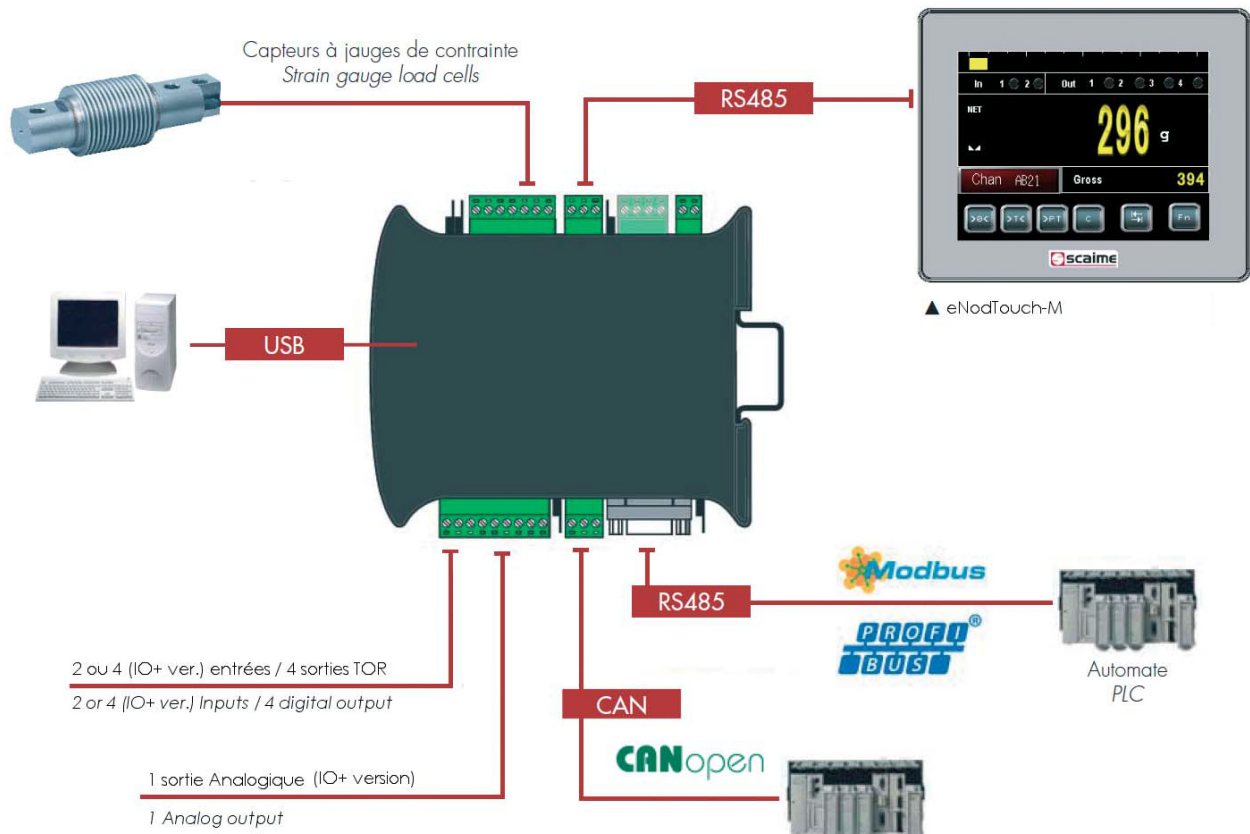 Capteurs à jauges de contrainte
Strain gauge load cells
RS485
In 1 2 Out 1 2 3 4
NET
296 g
Chan AB21 Gross 394
>0< >T< >PT C Fn
scaime
▲ eNodTouch-M
USB
Modbus
RS485
PROFI®
BUS
Automate
PLC
2 ou 4 (IO+ ver.) entrées / 4 sorties TOR
2 or 4 (IO+ ver.) Inputs / 4 digital output
CAN
CANopen
1 sortie Analogique (IO+ version)
1 Analog output